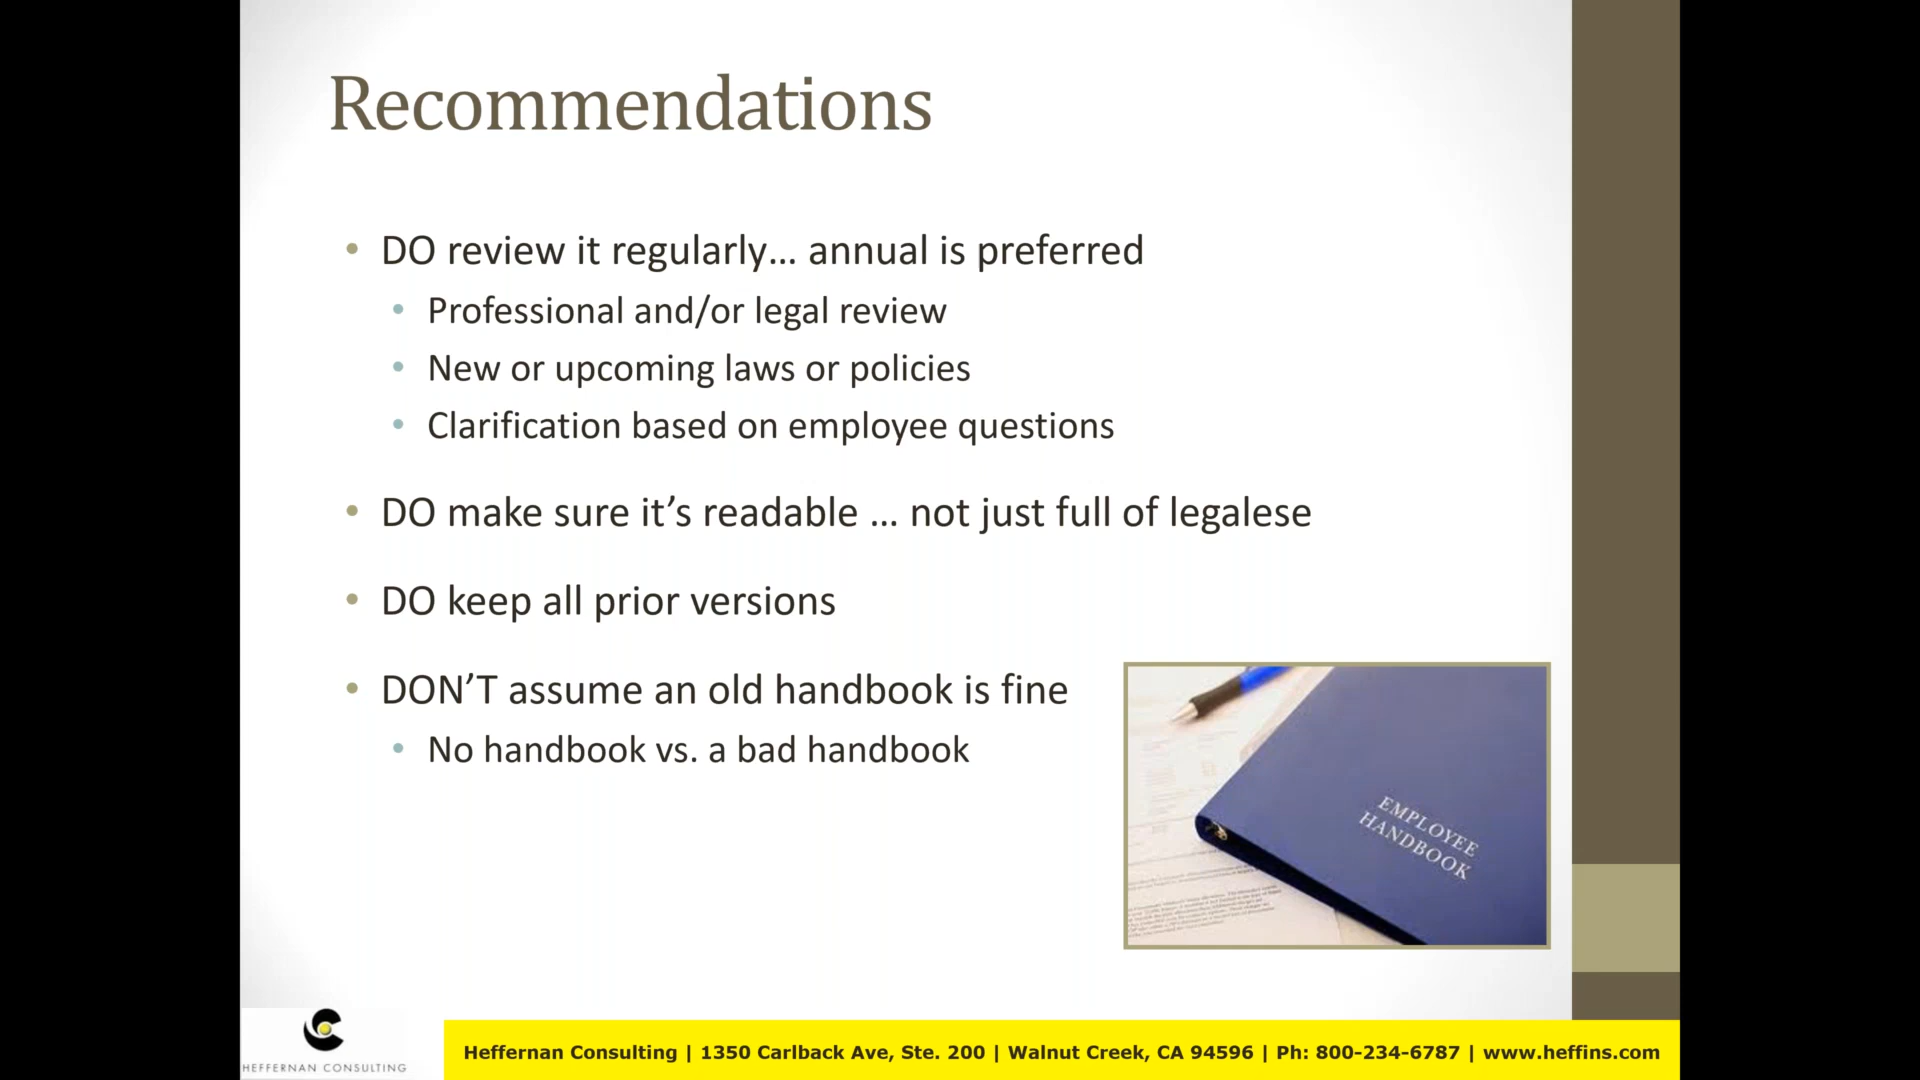 Recommendations
• DO review it regularly… annual is preferred
• Professional and/or legal review
• New or upcoming laws or policies
• Clarification based on employee questions
• DO make sure it’s readable … not just full of legalese
• DO keep all prior versions
• DON’T assume an old handbook is fine
• No handbook vs. a bad handbook
EMPLOYEE
HANDBOOK
HEFFERNAN CONSULTING
Heffernan Consulting | 1350 Carlback Ave, Ste. 200 | Walnut Creek, CA 94596 | Ph: 800-234-6787 | www.heffins.com